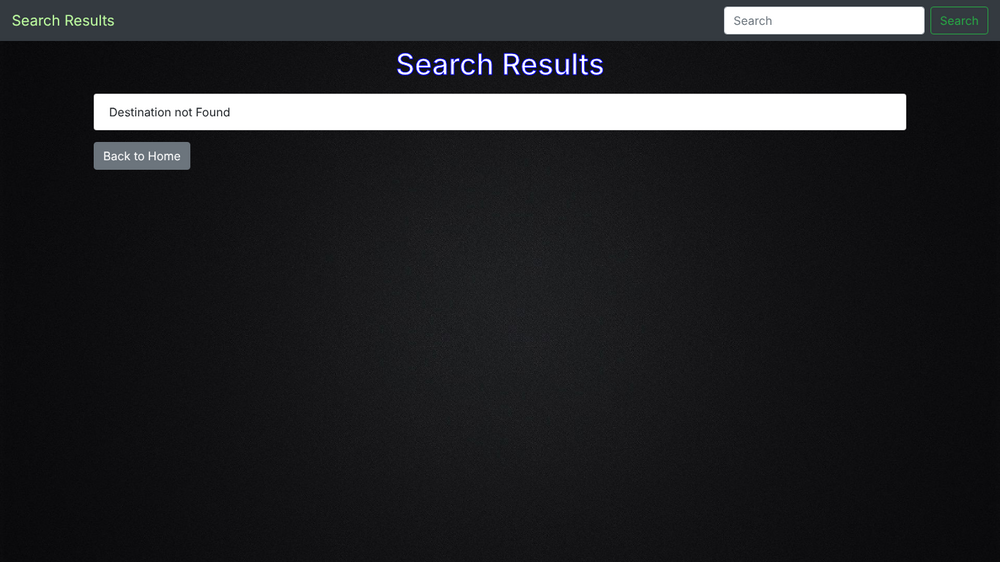 Search Results
Search
Search
Search Results
Destination not Found
Back to Home